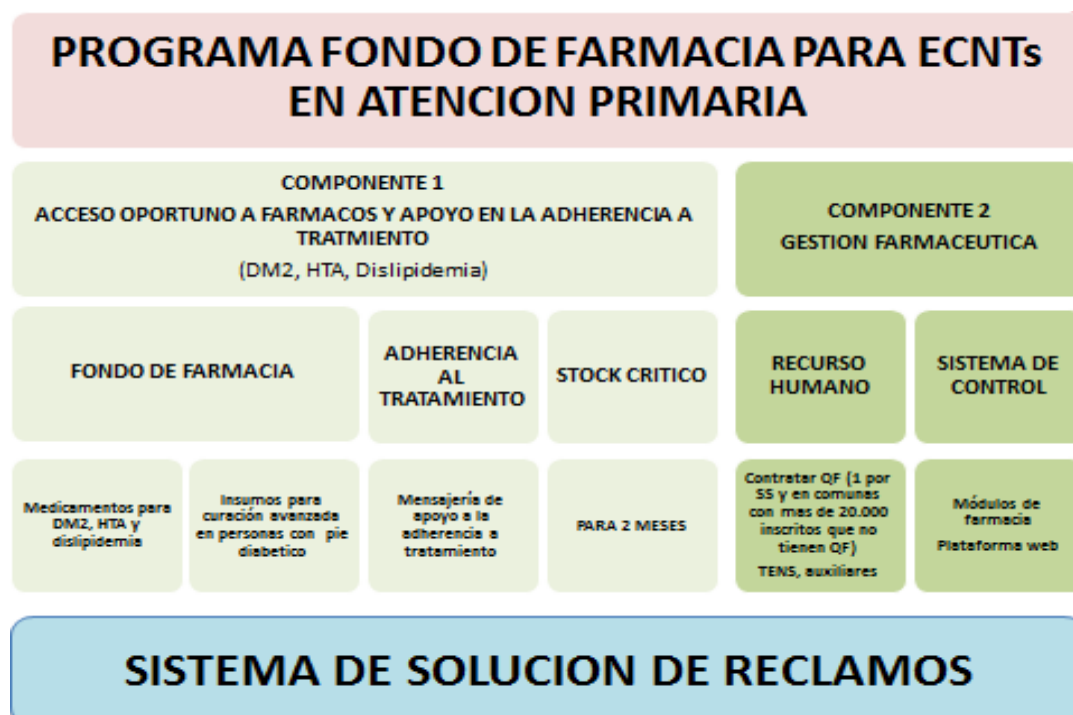 PROGRAMA FONDO DE FARMACIA PARA ECNTs
EN ATENCION PRIMARIA
COMPONENTE 1
ACCESO OPORTUNO A FARMACOS Y APOYO EN LA ADHERENCIA A
TRATMIENTO
(DM2, HTA, Dislipidemia)
COMPONENTE 2
GESTION FARMACEUTICA
FONDO DE FARMACIA
ADHERENCIA
AL
TRATAMIENTO
STOCK CRITICO
RECURSO
HUMANO
SISTEMA DE
CONTROL
Medicamentos para
DM2, HTA y
dislipidemia
Insumos para
curación avanzada
en personas con pie
diabetico
Mensajería de
apoyo a la
adherencia a
tratamiento
PARA 2 MESES
Contratar QF (1 por
SS y en comunas
con mas de 20.000
inscritos que no
tienen QF)
TENS, auxiliares
Módulos de
farmacia
Plataforma web
SISTEMA DE SOLUCION DE RECLAMOS